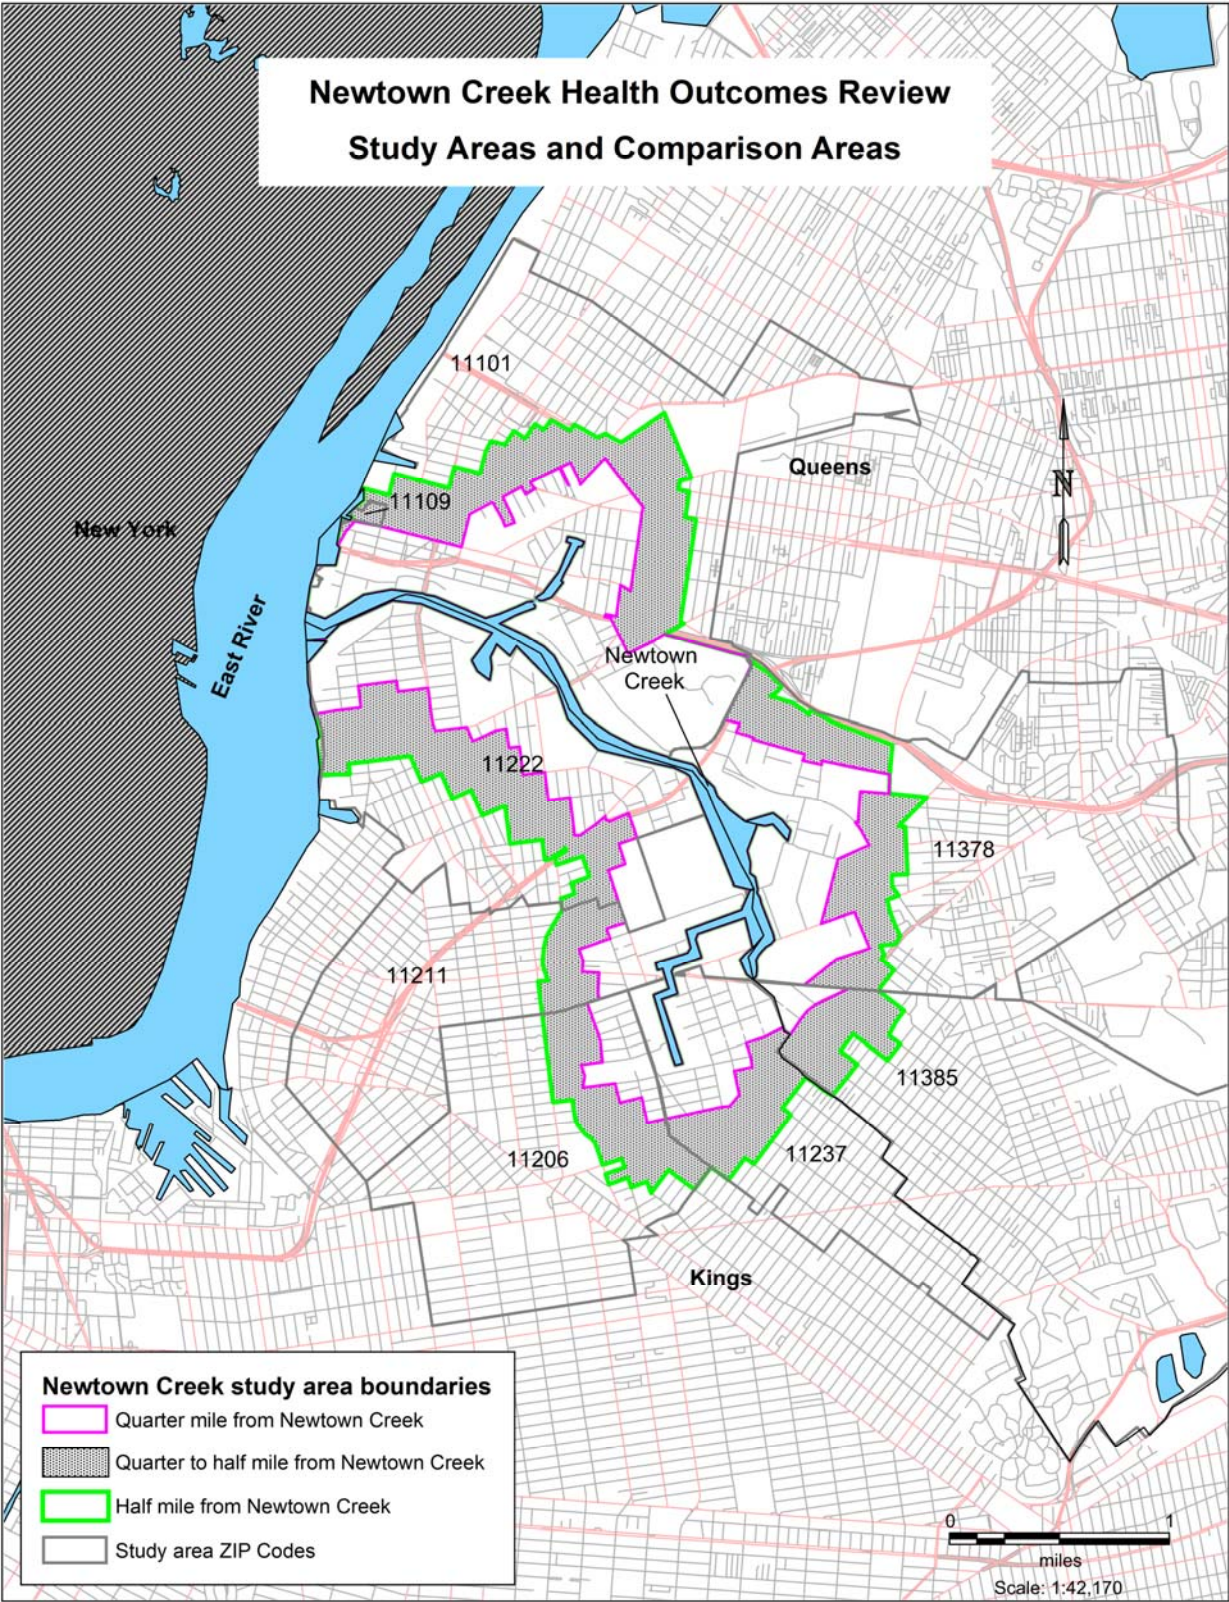 Newtown Creek Health Outcomes Review
Study Areas and Comparison Areas
11101
Queens
N
11109
New York
East River
Newtown
Creek
11222
11378
11211
11385
11206
11237
Kings
Newtown Creek study area boundaries
Quarter mile from Newtown Creek
Quarter to half mile from Newtown Creek
Half mile from Newtown Creek
Study area ZIP Codes
0 1
miles
Scale: 1:42,170